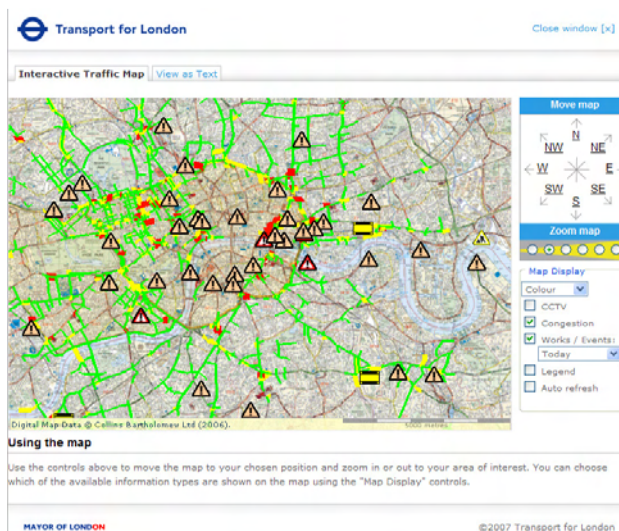 Transport for London
Close window [x]
Interactive Traffic Map
View as Text
Move map
N
NW
NE
W
E
SW
SE
S
Zoom map
Map Display
Colour
CCTV
Congestion
Works / Events:
Today
Legend
Auto refresh
Digital Map Data © Collins Bartholomew Ltd (2006).
5000 metres
Using the map
Use the controls above to move the map to your chosen position and zoom in or out to your area of interest. You can choose
which of the available information types are shown on the map using the "Map Display" controls.
MAYOR OF LONDON
©2007 Transport for London